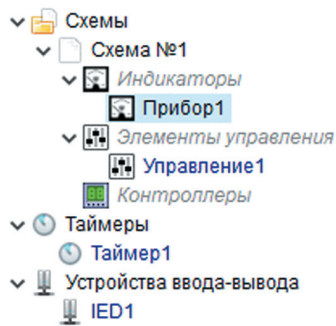 Схемы
Схема №1
Индикаторы
Прибор1
Элементы управления
Управление1
Контроллеры
Таймеры
Таймер1
Устройства ввода-вывода
IED1